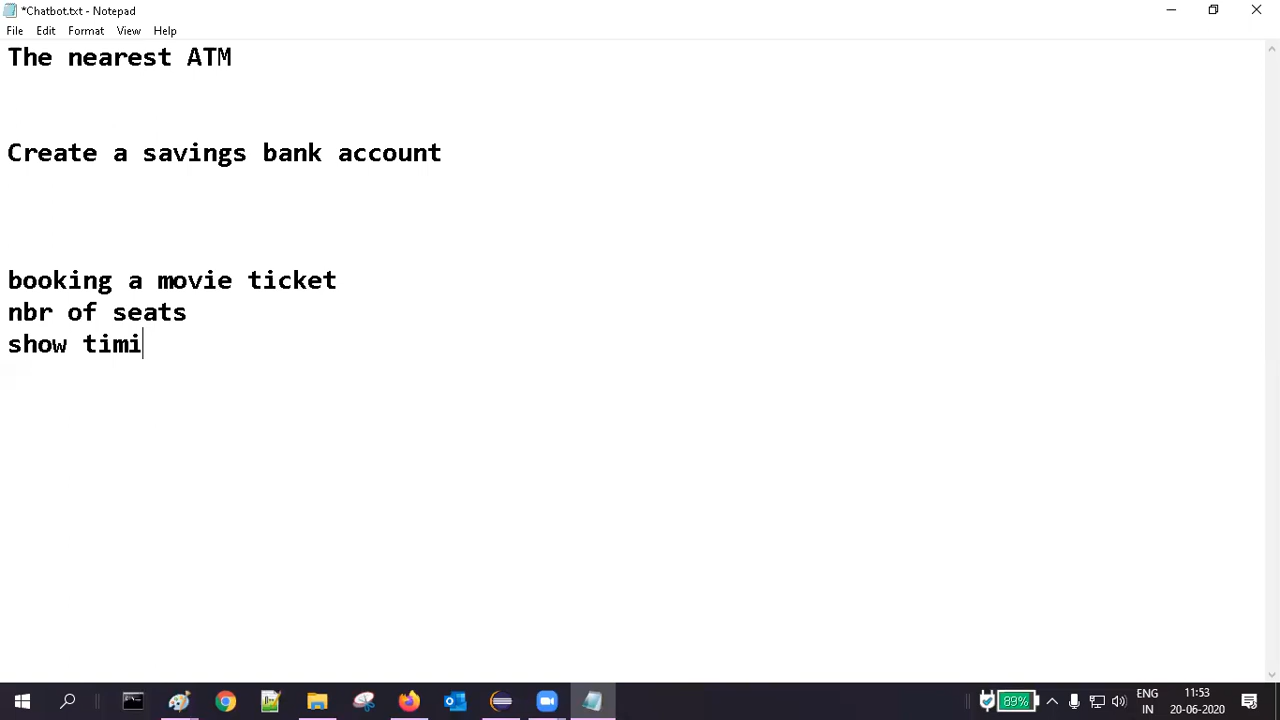 *Chatbot.txt - Notepad
File Edit Format View Help
The nearest ATM
Create a savings bank account
booking a movie ticket
nbr of seats
show timi
89%
ENG
IN
11:53
20-06-2020